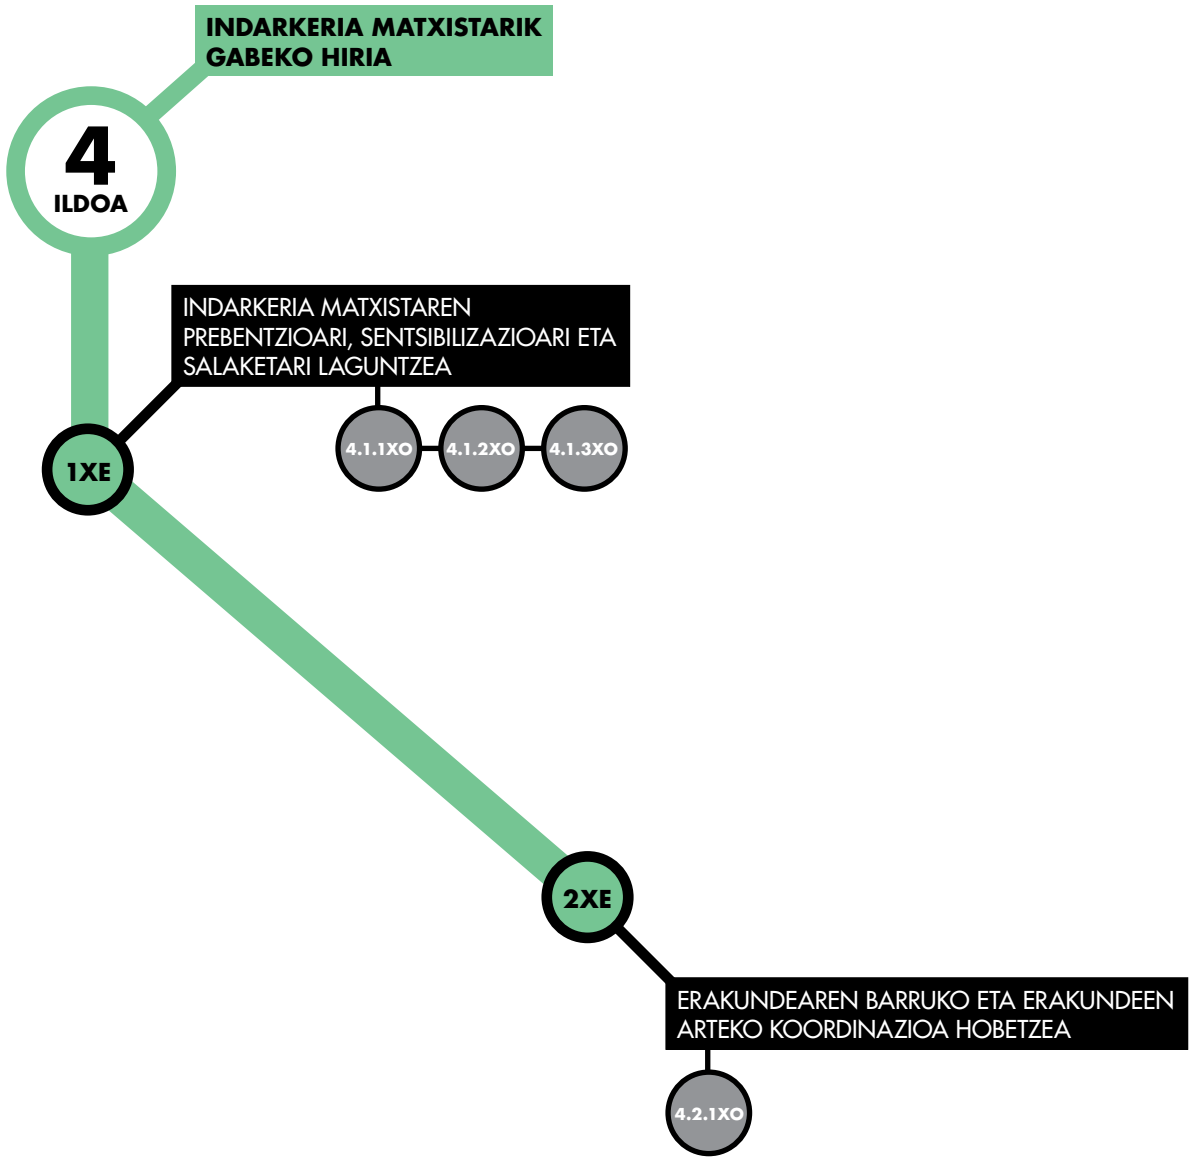 INDARKERIA MATXISTARIK
GABEKO HIRIA
4
ILDOA
INDARKERIA MATXISTAREN
PREBENTZIOARI, SENTSIBILIZAZIOARI ETA
SALAKETARI LAGUNTZEA
4.1.1XO 4.1.2XO 4.1.3XO
1XE
2XE
ERAKUNDEAREN BARRUKO ETA ERAKUNDEEN
ARTEKO KOORDINAZIOA HOBETZEA
4.2.1XO